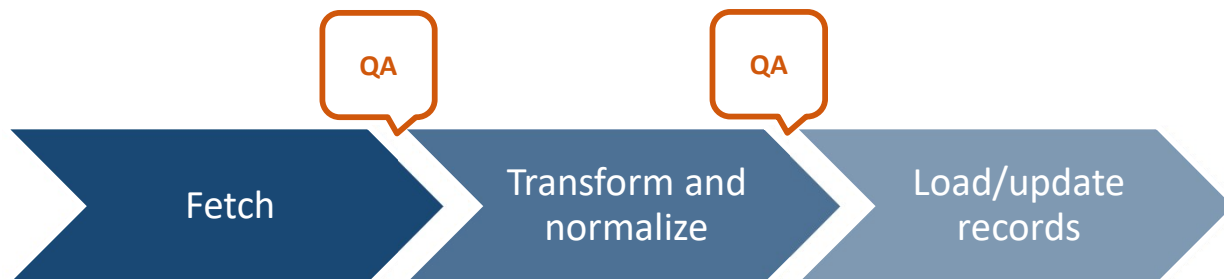 QA
QA
Fetch
Transform and
normalize
Load/update
records